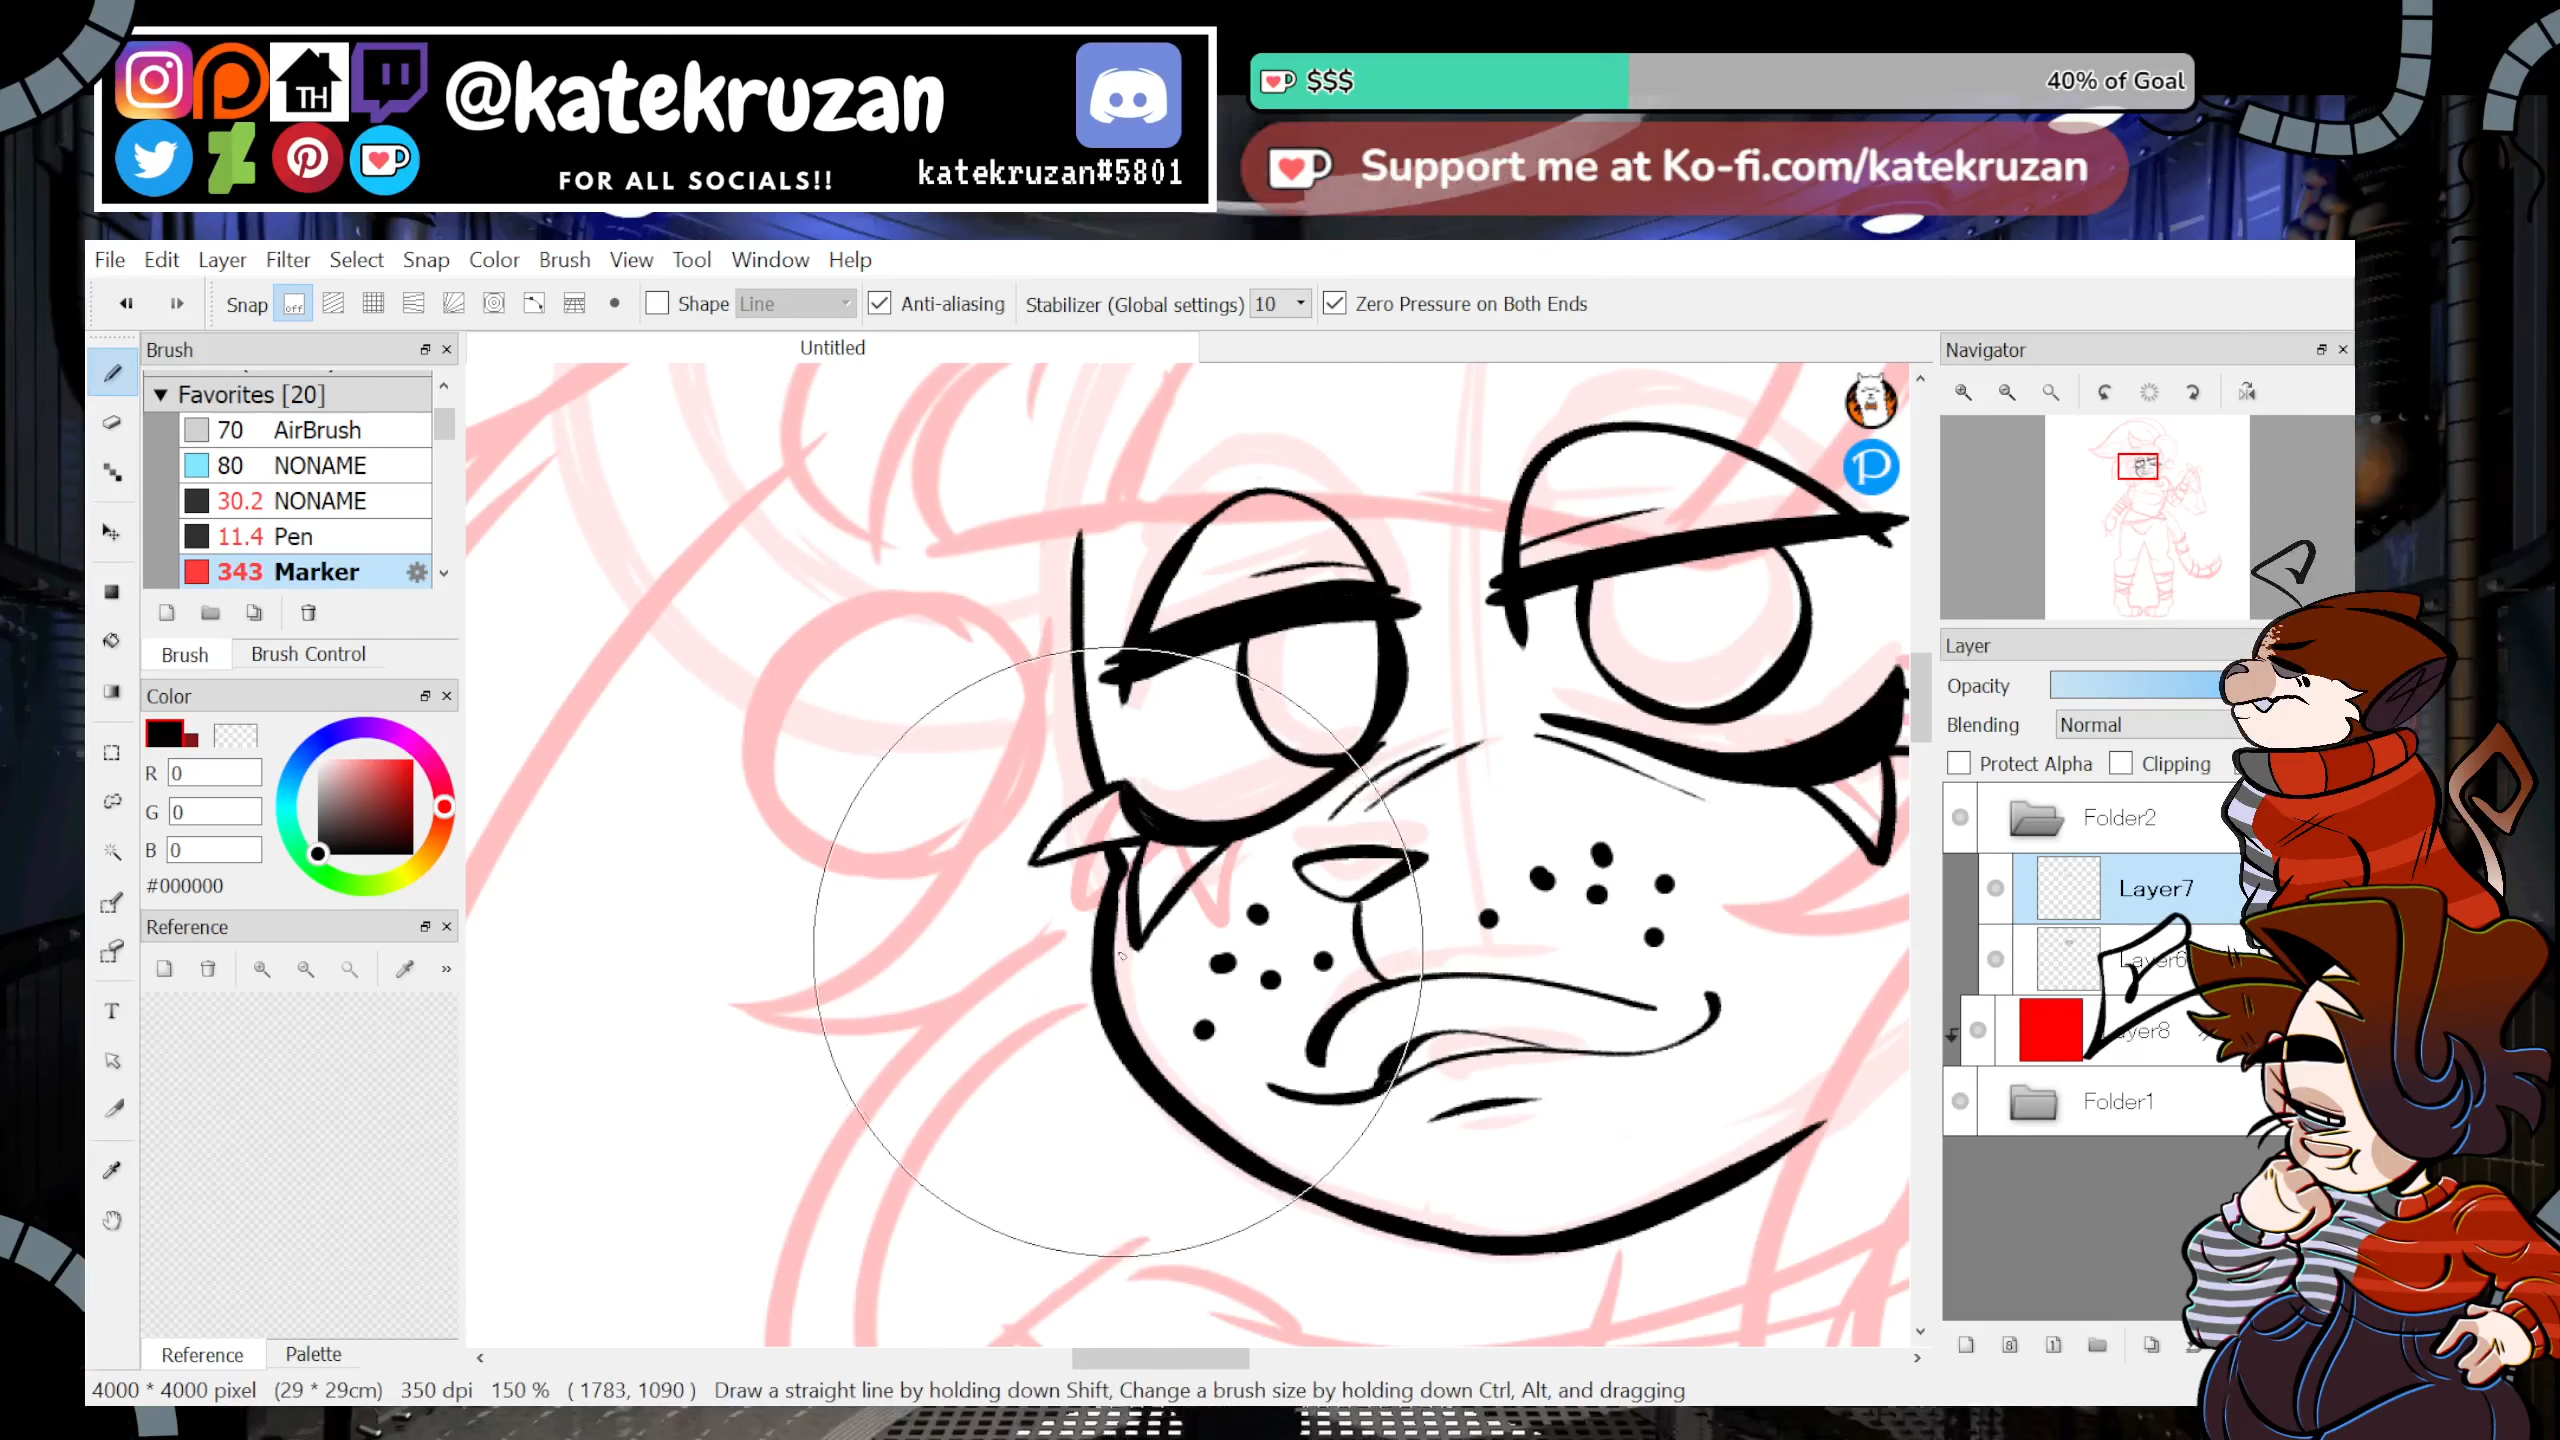 TH
@katekruzan
FOR ALL SOCIALS!!
katekruzan#5801
$$$
40% of Goal
Support me at Ko-fi.com/katekruzan
File Edit Layer Filter Select Snap Color Brush View Tool Window Help
Snap off Shape Line Anti-aliasing Stabilizer (Global settings) 10 Zero Pressure on Both Ends
Brush
Favorites [20]
70 AirBrush
80 NONAME
30.2 NONAME
11.4 Pen
343 Marker
Brush Brush Control
Color
R 0
G 0
B 0
#000000
Reference
Reference Palette
Untitled
P
Navigator
Layer
Opacity
Blending Normal
Protect Alpha Clipping
Folder2
Layer7
Layer6
Folder1
4000 * 4000 pixel (29 * 29cm) 350 dpi 150 % ( 1783, 1090 ) Draw a straight line by holding down Shift, Change a brush size by holding down Ctrl, Alt, and dragging